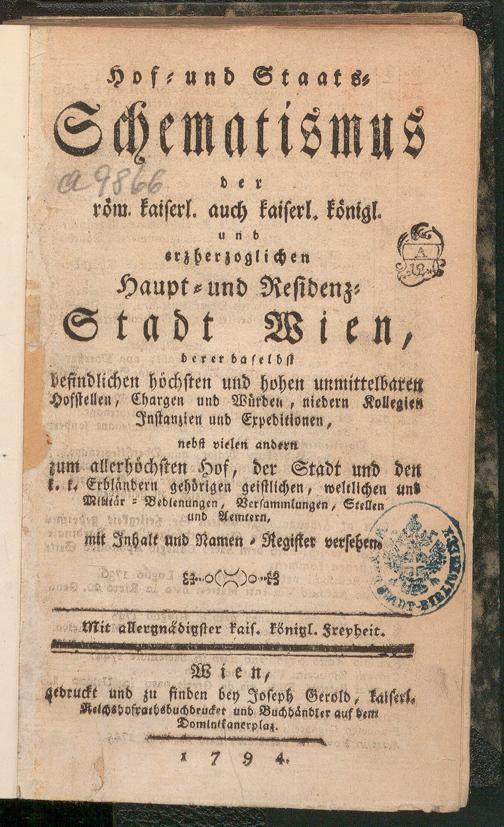 Hof- und Staats-
Schematismus
a 9866
der
röm. kaiserl. auch kaiserl. königl.
und
erzherzoglichen
A
Haupt- und Residenz-
Stadt Wien,
derer daselbst
befindlichen höchsten und hohen unmittelbaren
Hofstellen, Chargen und Würden, niedern Kollegien
Instanzien und Expeditionen,
nebst vielen andern
zum allerhöchsten Hof, der Stadt und den
k. k. Erbländern gehörigen geistlichen, weltlichen und
Militär-Bedienungen, Versammlungen, Stellen
und Aemtern,
mit Inhalt und Namen-Register versehen
STADT-BIBLIOTHEK
Mit allergnädigster kais. königl. Freyheit.
Wien,
gedruckt und zu finden bey Joseph Gerold, kaiserl.
Reichshofrathsbuchdrucker und Buchhändler auf dem
Dominikanerplaz.
1794.